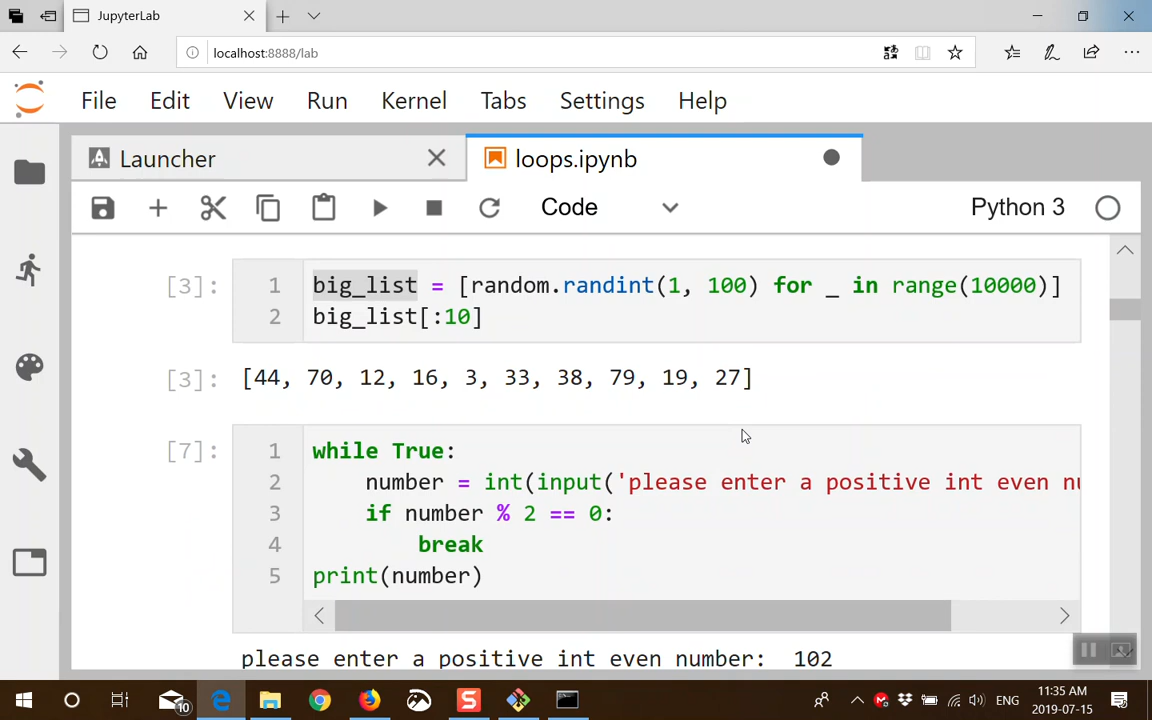 JupyterLab
localhost:8888/lab
File Edit View Run Kernel Tabs Settings Help
Launcher loops.ipynb
Code Python 3
[3]: 1 big_list = [random.randint(1, 100) for _ in range(10000)]
2 big_list[:10]
[3]: [44, 70, 12, 16, 3, 33, 38, 79, 19, 27]
[7]: 1 while True:
2 number = int(input('please enter a positive int even nu
3 if number % 2 == 0:
4 break
5 print(number)
please enter a positive int even number: 102
10 ENG 11:35 AM
2019-07-15